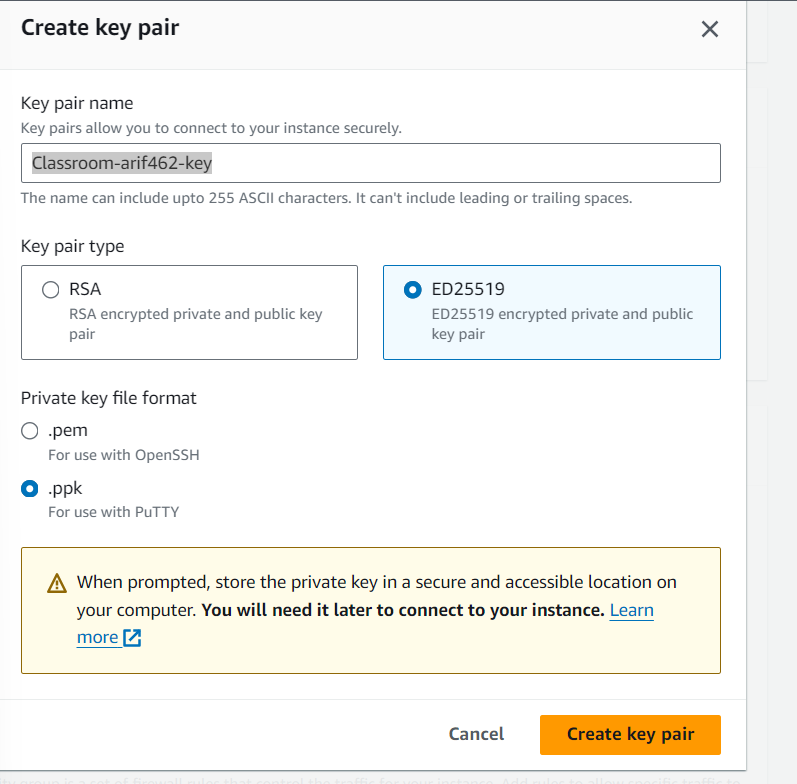 Create key pair
Key pair name
Key pairs allow you to connect to your instance securely.
Classroom-arif462-key
The name can include upto 255 ASCII characters. It can't include leading or trailing spaces.
Key pair type
RSA
RSA encrypted private and public key
pair
ED25519
ED25519 encrypted private and public
key pair
Private key file format
.pem
For use with OpenSSH
.ppk
For use with PuTTY
When prompted, store the private key in a secure and accessible location on
your computer. You will need it later to connect to your instance. Learn
more
Cancel
Create key pair